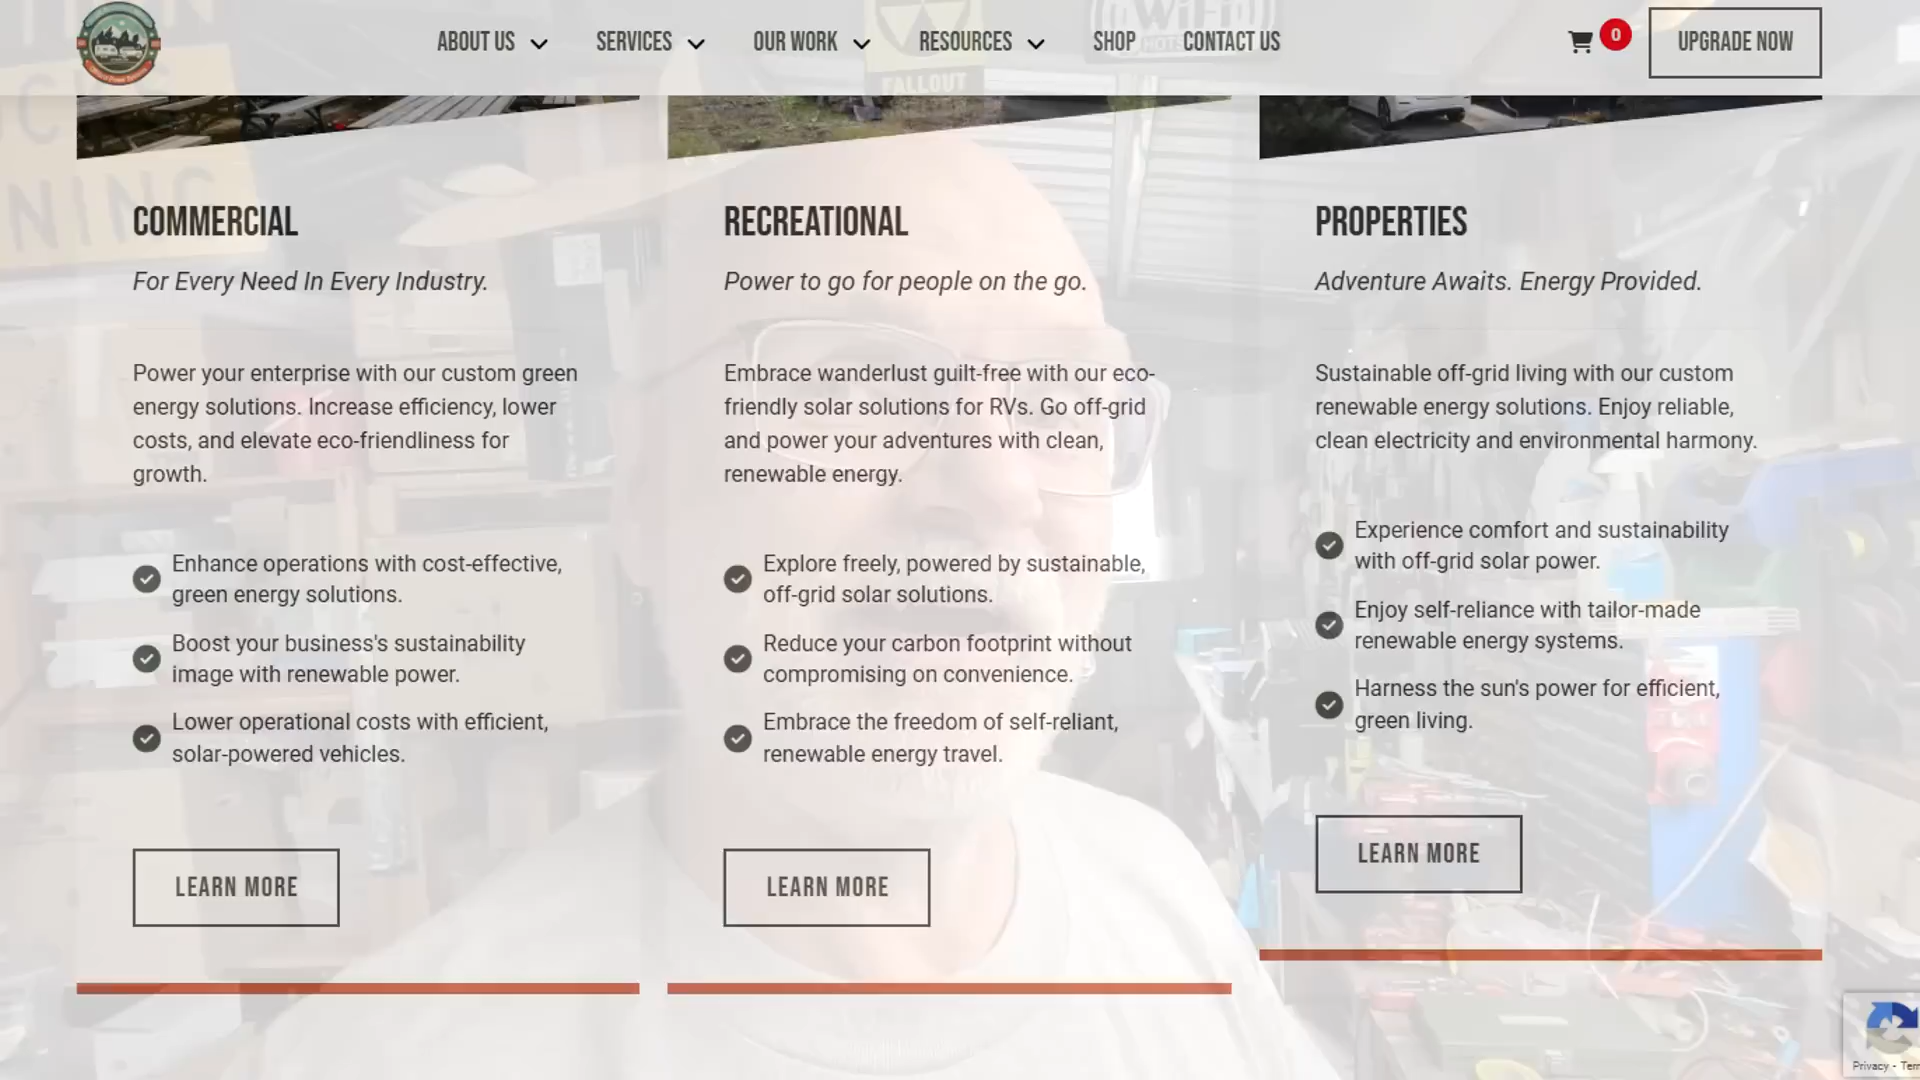 ABOUT US
SERVICES
OUR WORK
RESOURCES
SHOP
CONTACT US
0
UPGRADE NOW
FALLOUT
COMMERCIAL
For Every Need In Every Industry.
Power your enterprise with our custom green
energy solutions. Increase efficiency, lower
costs, and elevate eco-friendliness for
growth.
Enhance operations with cost-effective,
green energy solutions.
Boost your business's sustainability
image with renewable power.
Lower operational costs with efficient,
solar-powered vehicles.
LEARN MORE
RECREATIONAL
Power to go for people on the go.
Embrace wanderlust guilt-free with our eco-
friendly solar solutions for RVs. Go off-grid
and power your adventures with clean,
renewable energy.
Explore freely, powered by sustainable,
off-grid solar solutions.
Reduce your carbon footprint without
compromising on convenience.
Embrace the freedom of self-reliant,
renewable energy travel.
LEARN MORE
PROPERTIES
Adventure Awaits. Energy Provided.
Sustainable off-grid living with our custom
renewable energy solutions. Enjoy reliable,
clean electricity and environmental harmony.
Experience comfort and sustainability
with off-grid solar power.
Enjoy self-reliance with tailor-made
renewable energy systems.
Harness the sun's power for efficient,
green living.
LEARN MORE
Privacy - Ter